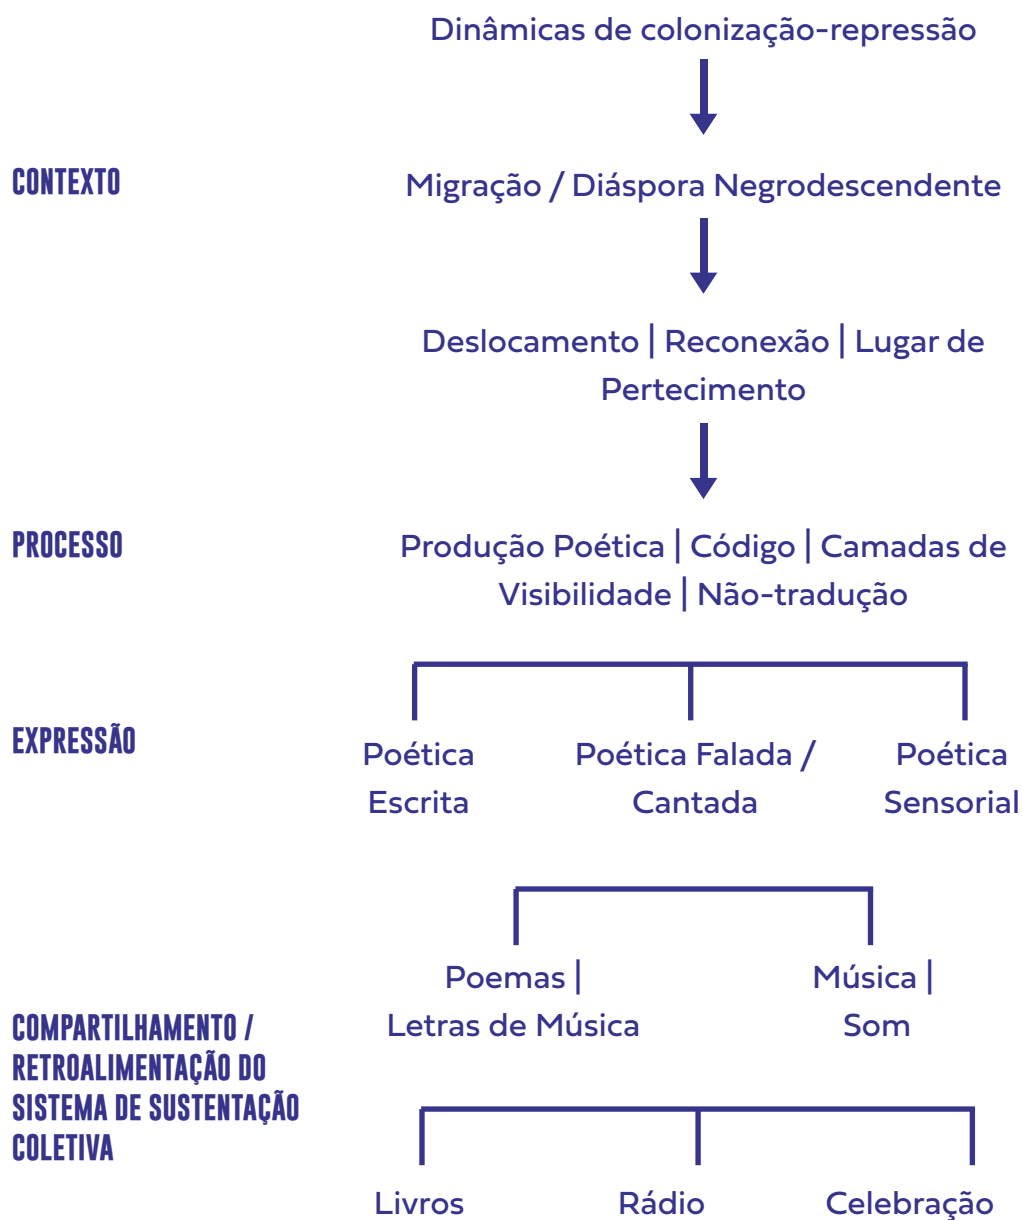 Dinâmicas de colonização-repressão
CONTEXTO
Migração / Diáspora Negrodescendente
Deslocamento | Reconexão | Lugar de
Pertecimento
PROCESSO
Produção Poética | Código | Camadas de
Visibilidade | Não-tradução
EXPRESSÃO
Poética
Escrita
Poética Falada /
Cantada
Poética
Sensorial
Poemas |
Letras de Música
Música |
Som
COMPARTILHAMENTO /
RETROALIMENTAÇÃO DO
SISTEMA DE SUSTENTAÇÃO
COLETIVA
Livros
Rádio
Celebração